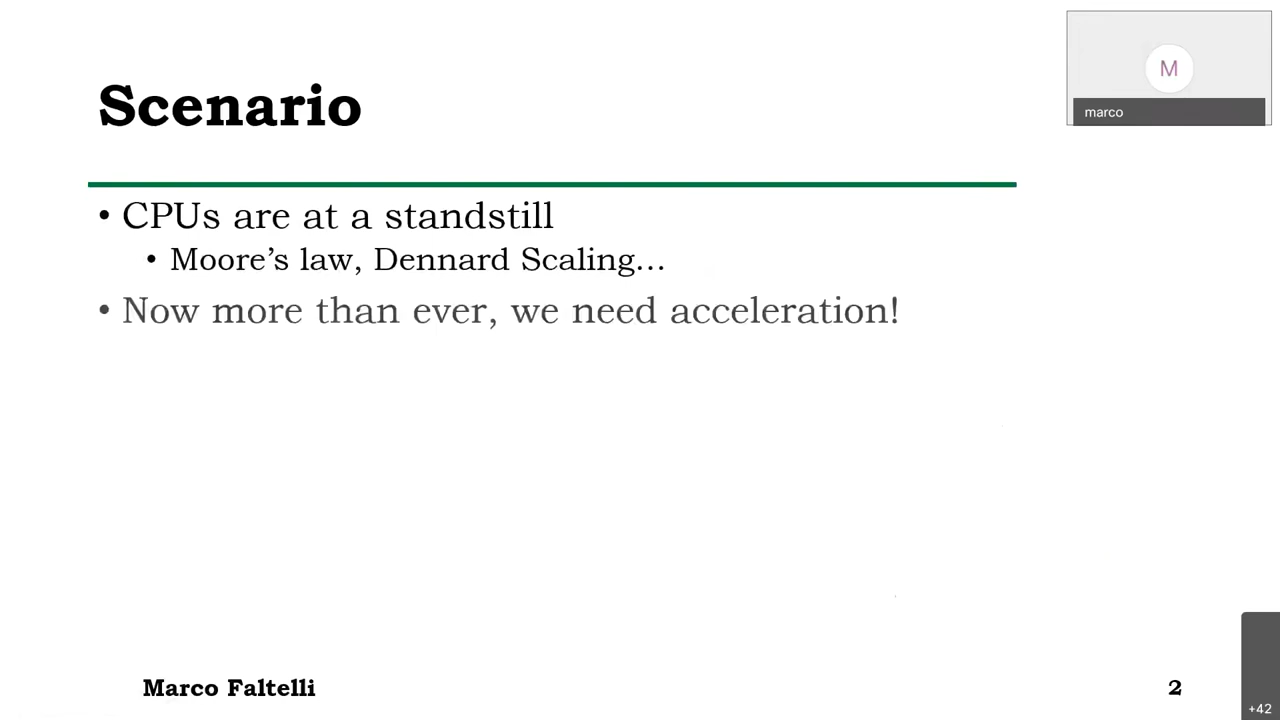 Scenario
M
marco
• CPUs are at a standstill
• Moore’s law, Dennard Scaling…
• Now more than ever, we need acceleration!
Marco Faltelli
2
+42